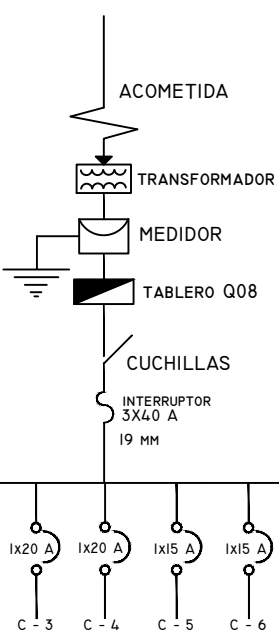 ACOMETIDA
TRANSFORMADOR
MEDIDOR
TABLERO Q08
CUCHILLAS
INTERRUPTOR
3X40 A
19 MM
1x20 A
1x20 A
1x15 A
1x15 A
C - 3
C - 4
C - 5
C - 6